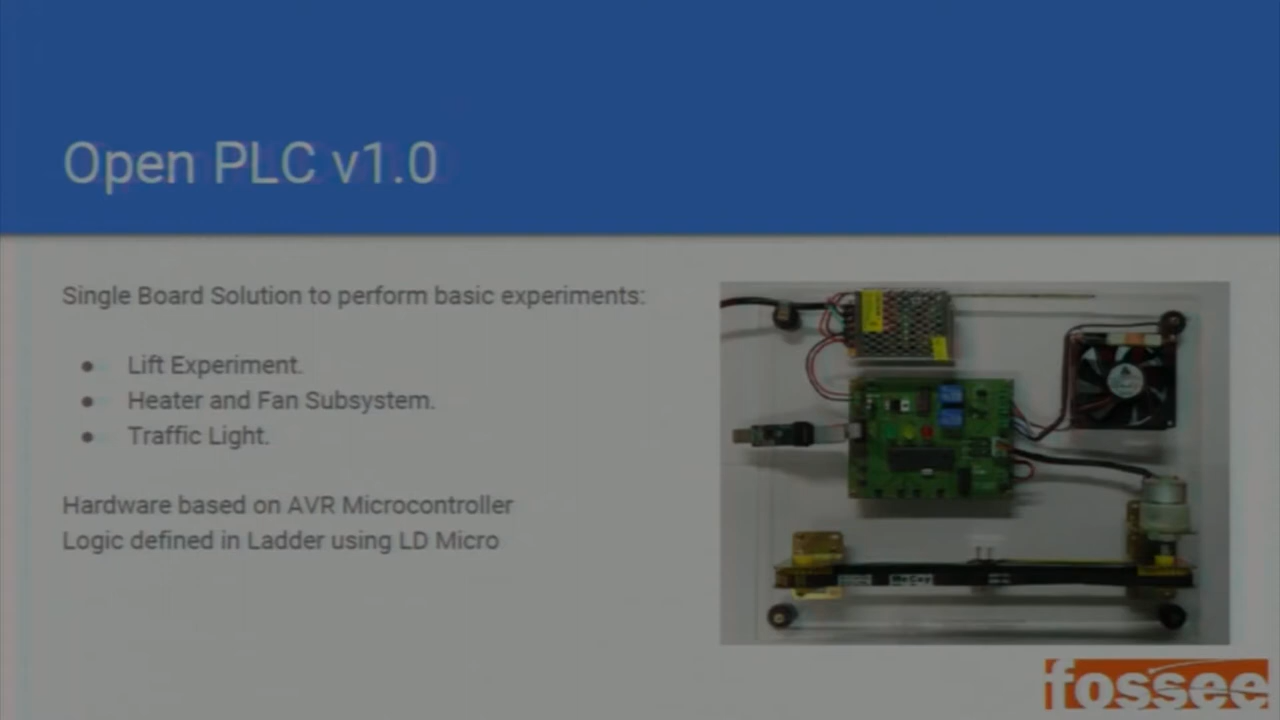 Open PLC v1.0
Single Board Solution to perform basic experiments:
● Lift Experiment.
● Heater and Fan Subsystem.
● Traffic Light.
Hardware based on AVR Microcontroller
Logic defined in Ladder using LD Micro
fossee